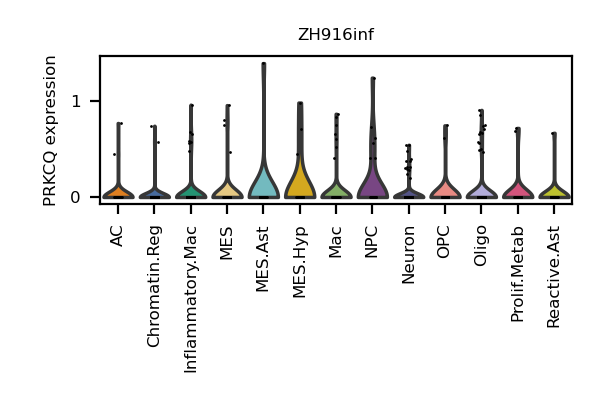 ZH916inf
PRKCQ expression
1
0
AC
Chromatin.Reg
Inflammatory.Mac
MES
MES.Ast
MES.Hyp
Mac
NPC
Neuron
OPC
Oligo
Prolif.Metab
Reactive.Ast